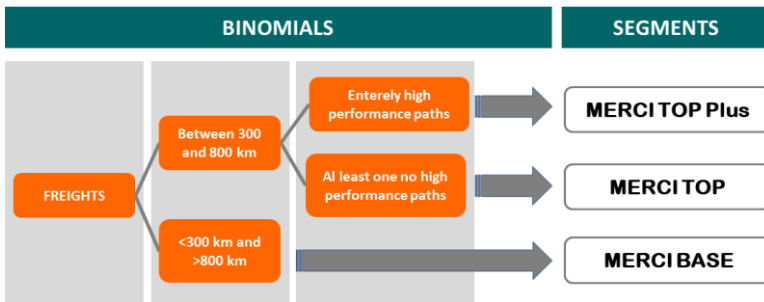 BINOMIALS
SEGMENTS
Enterely high
performance paths
MERCI TOP Plus
Between 300
and 800 km
Al least one no high
performance paths
MERCI TOP
FREIGHTS
<300 km and
>800 km
MERCI BASE